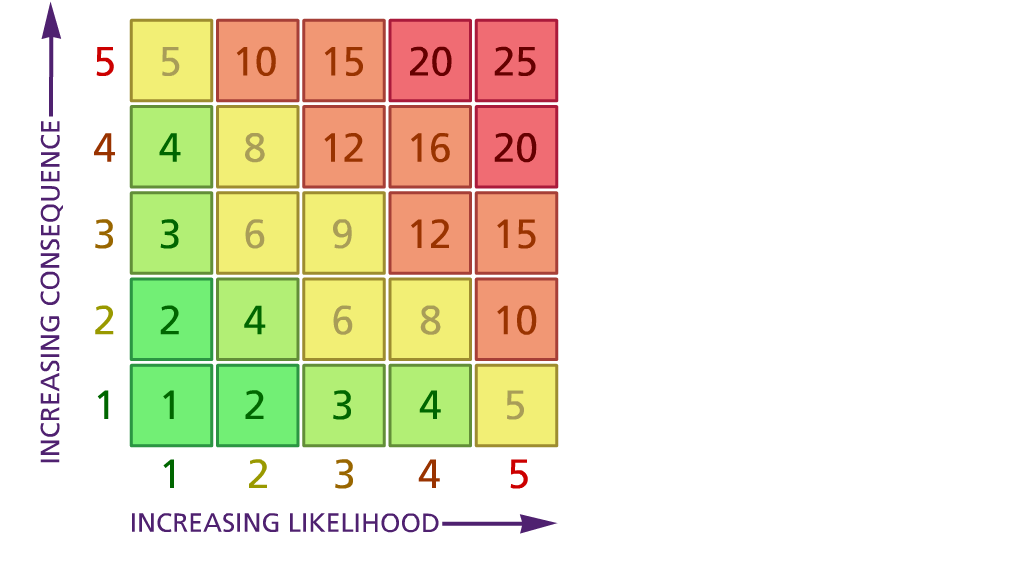 INCREASING CONSEQUENCE
5 5 10 15 20 25
4 4 8 12 16 20
3 3 6 9 12 15
2 2 4 6 8 10
1 1 2 3 4 5
1 2 3 4 5
INCREASING LIKELIHOOD